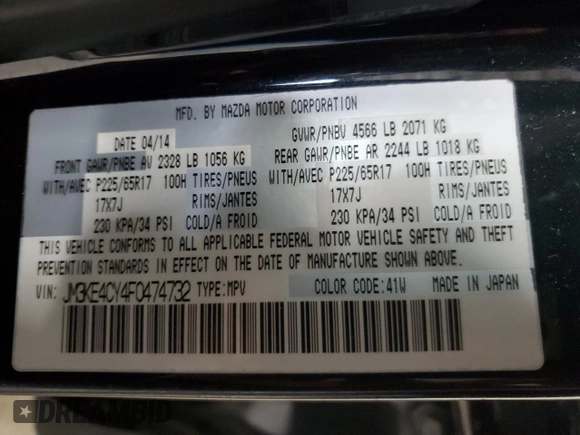 MFD. BY MAZDA MOTOR CORPORATION
DATE 04/14 GVWR/PNBV 4566 LB 2071 KG
FRONT GAWR/PNBE AV 2328 LB 1056 KG REAR GAWR/PNBE AR 2244 LB 1018 KG
WITH/AVEC P225/65R17 100H TIRES/PNEUS WITH/AVEC P225/65R17 100H TIRES/PNEUS
17X7J RIMS/JANTES 17X7J RIMS/JANTES
230 KPA/34 PSI COLD/A FROID 230 KPA/34 PSI COLD/A FROID
THIS VEHICLE CONFORMS TO ALL APPLICABLE FEDERAL MOTOR VEHICLE SAFETY AND THEFT
PREVENTION STANDARDS IN EFFECT ON THE DATE OF MANUFACTURE SHOWN ABOVE.
VIN: JM3KE4CY4F0474732 TYPE:MPV COLOR CODE:41W MADE IN JAPAN
DREAMBID